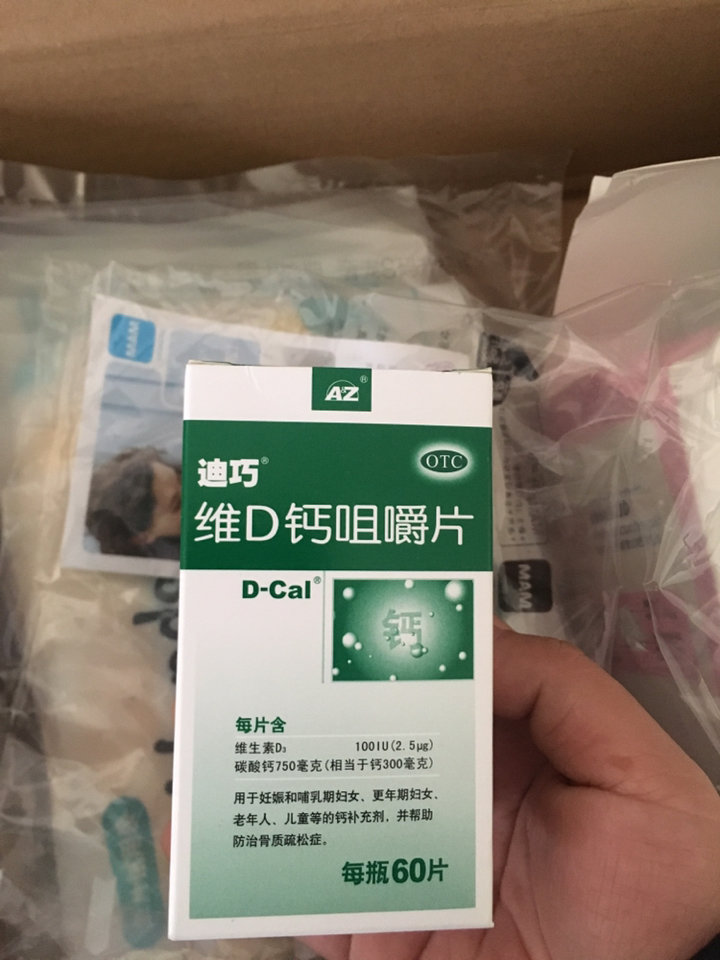 MAM
A&Z®
迪巧®
OTC
维D钙咀嚼片
D-Cal®
钙
MAM
每片含
维生素D₃ 100IU(2.5μg)
碳酸钙750毫克(相当于钙300毫克)
用于妊娠和哺乳期妇女、更年期妇女、
老年人、儿童等的钙补充剂，并帮助
防治骨质疏松症。
每瓶60片